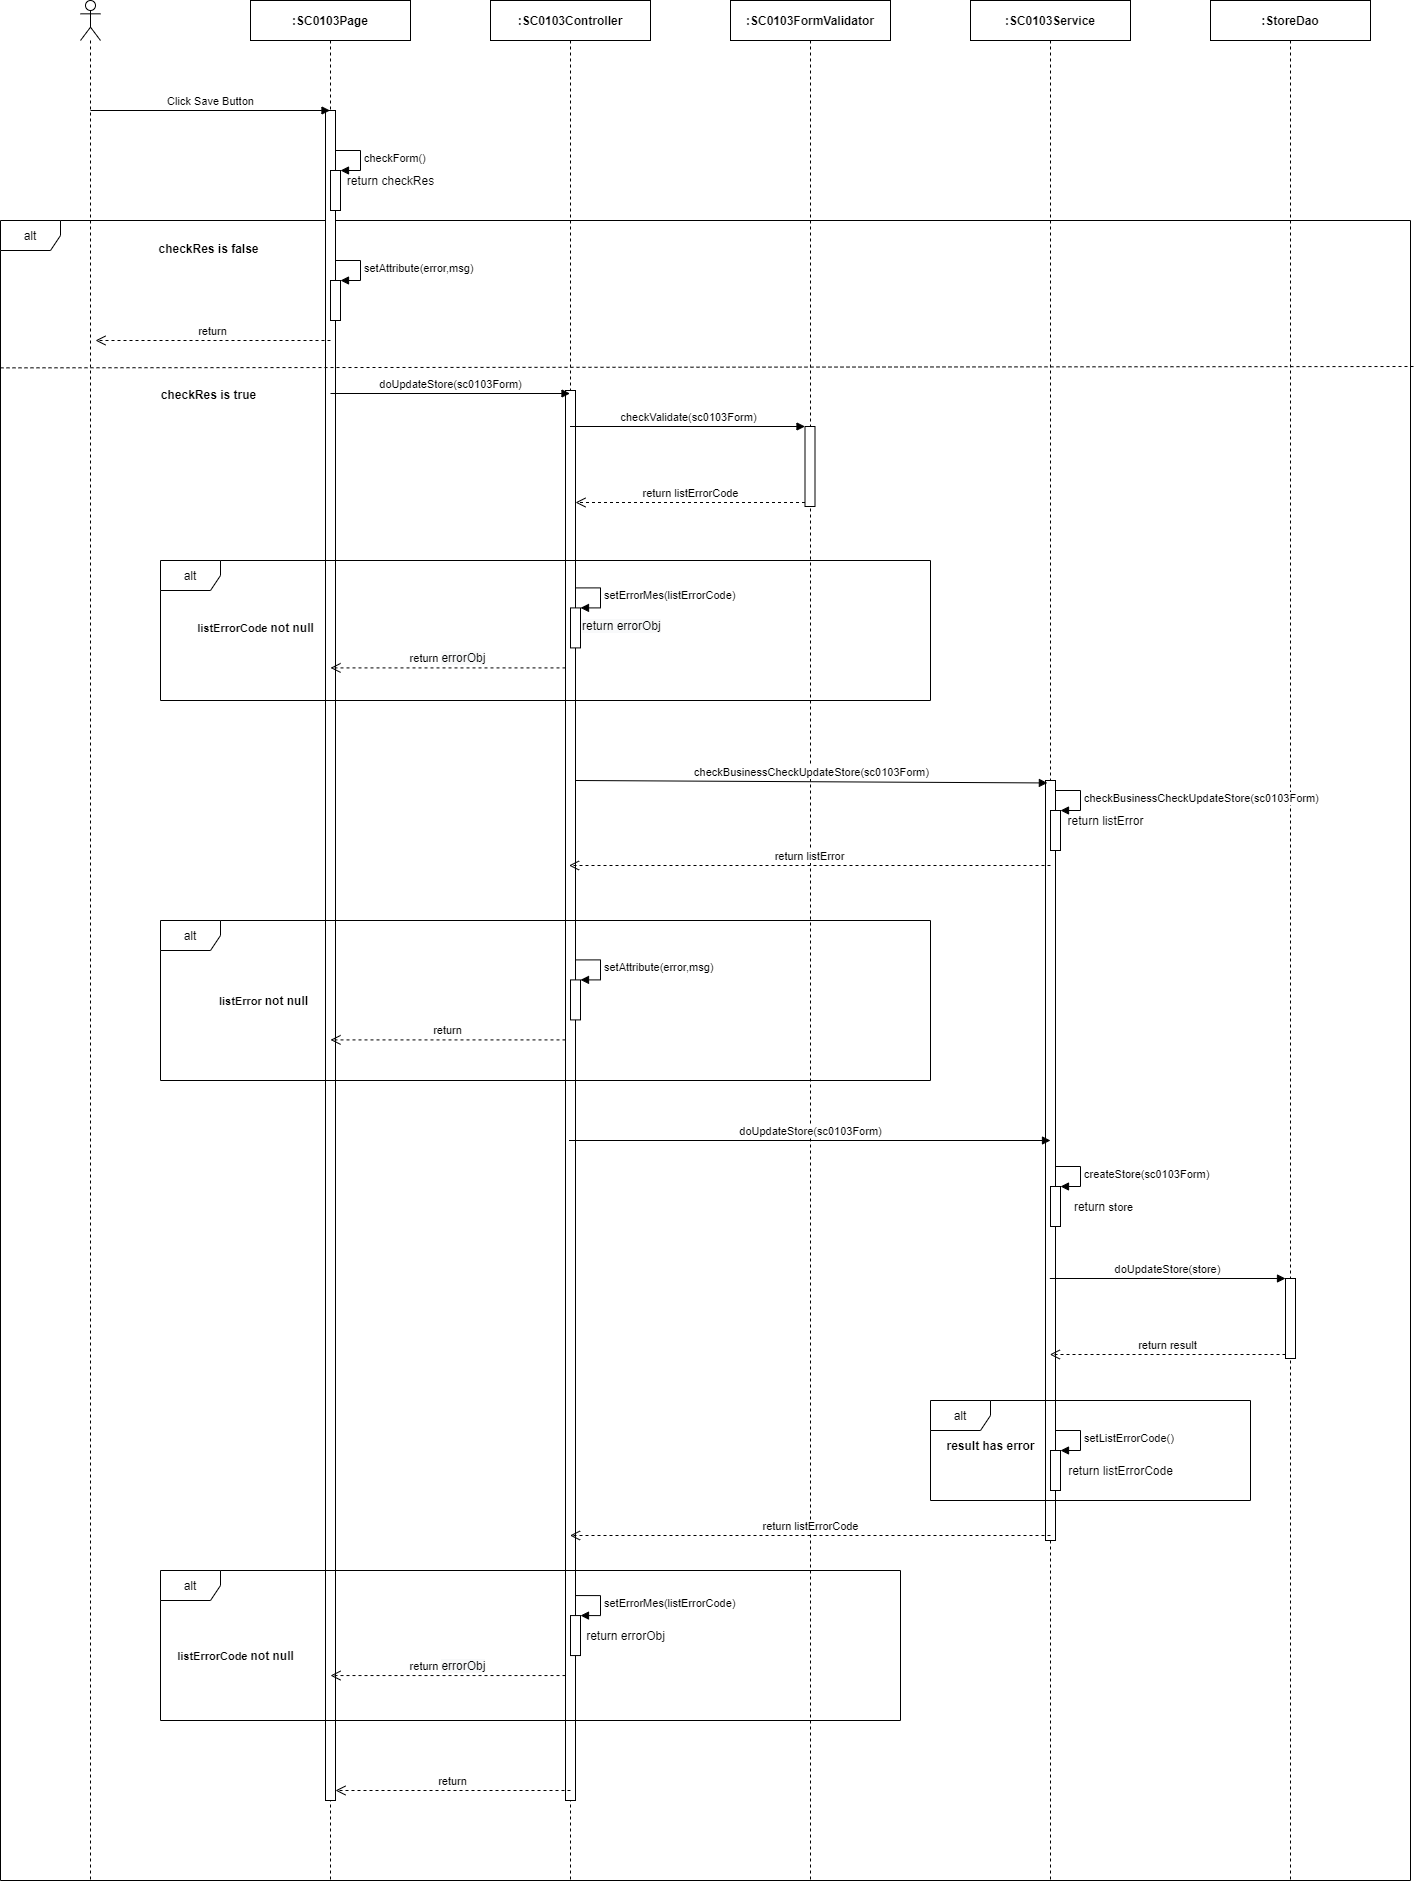 :SC0103Page
:SC0103Controller
:SC0103FormValidator
:SC0103Service
:StoreDao
Click Save Button
checkForm()
return checkRes
alt
checkRes is false
setAttribute(error,msg)
return
checkRes is true
doUpdateStore(sc0103Form)
checkValidate(sc0103Form)
return listErrorCode
alt
setErrorMes(listErrorCode)
listErrorCode not null
return errorObj
return errorObj
checkBusinessCheckUpdateStore(sc0103Form)
checkBusinessCheckUpdateStore(sc0103Form)
return listError
return listError
alt
setAttribute(error,msg)
listError not null
return
doUpdateStore(sc0103Form)
createStore(sc0103Form)
return store
doUpdateStore(store)
return result
alt
setListErrorCode()
result has error
return listErrorCode
return listErrorCode
alt
setErrorMes(listErrorCode)
return errorObj
listErrorCode not null
return errorObj
return